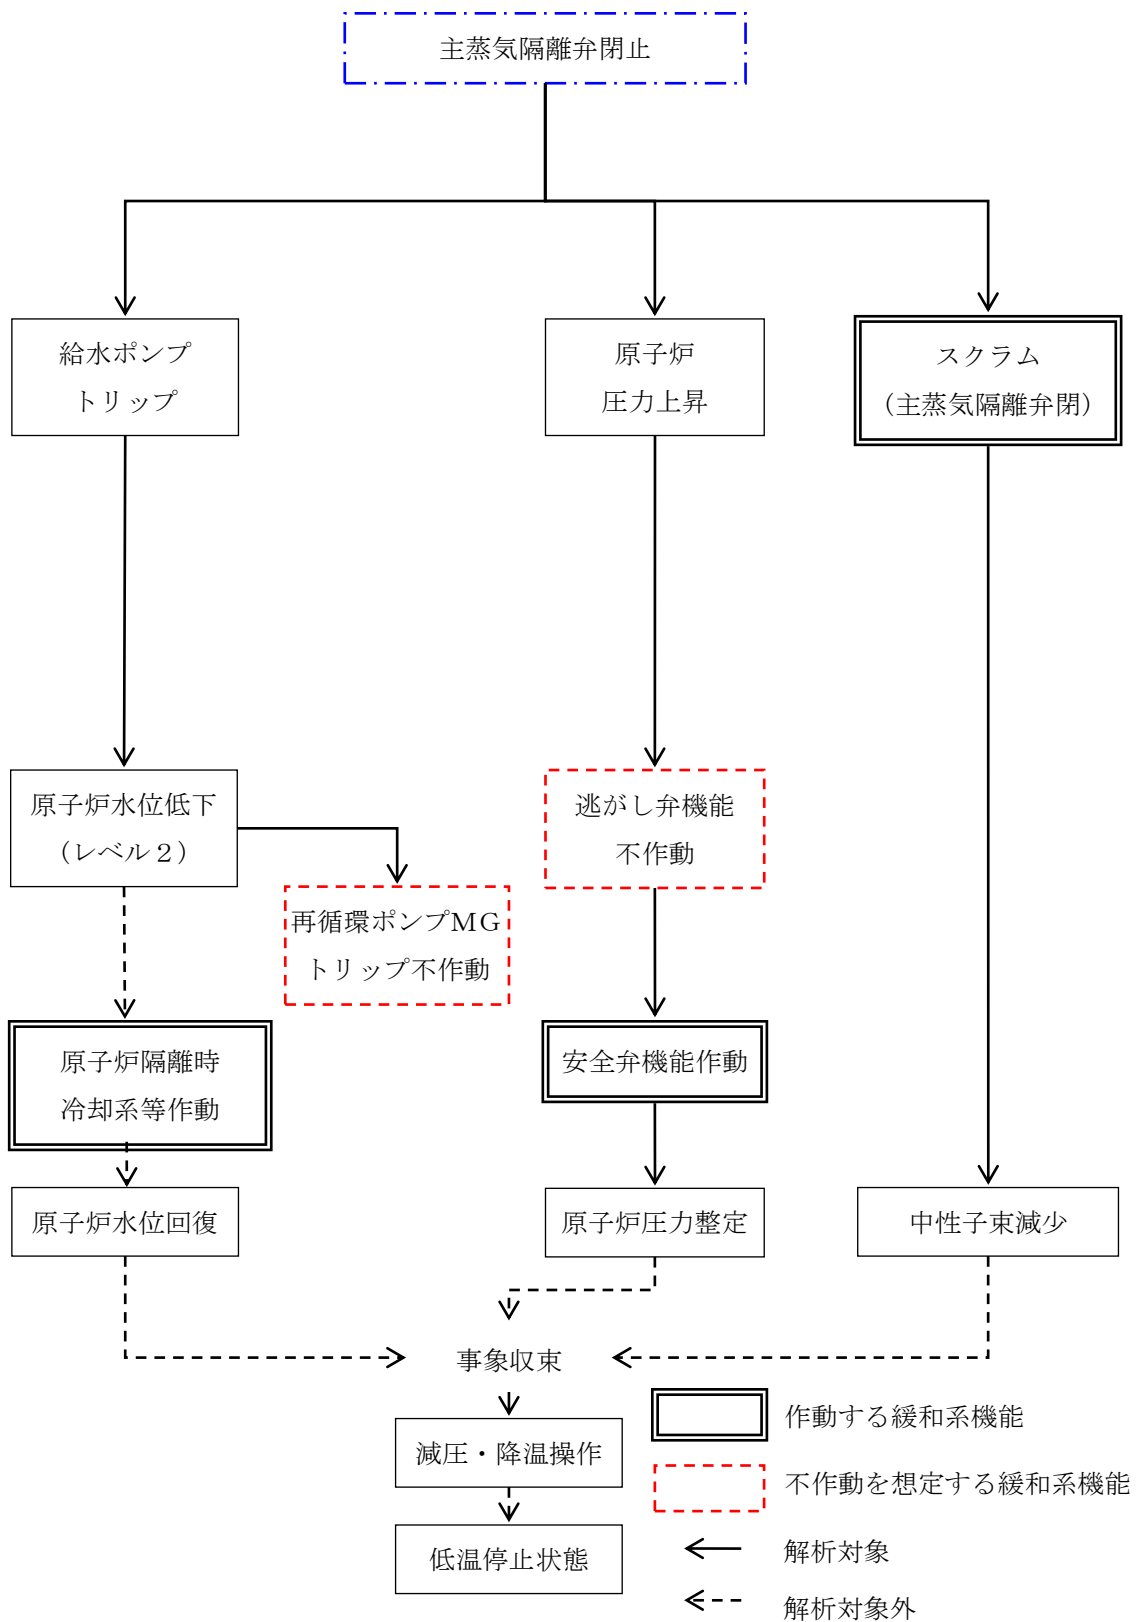 主蒸気隔離弁閉止
給水ポンプ
トリップ
原子炉
圧力上昇
スクラム
（主蒸気隔離弁閉）
原子炉水位低下
（レベル２）
逃がし弁機能
不作動
再循環ポンプMG
トリップ不作動
原子炉隔離時
冷却系等作動
安全弁機能作動
原子炉水位回復
原子炉圧力整定
中性子束減少
事象収束
減圧・降温操作
低温停止状態
作動する緩和系機能
不作動を想定する緩和系機能
解析対象
解析対象外